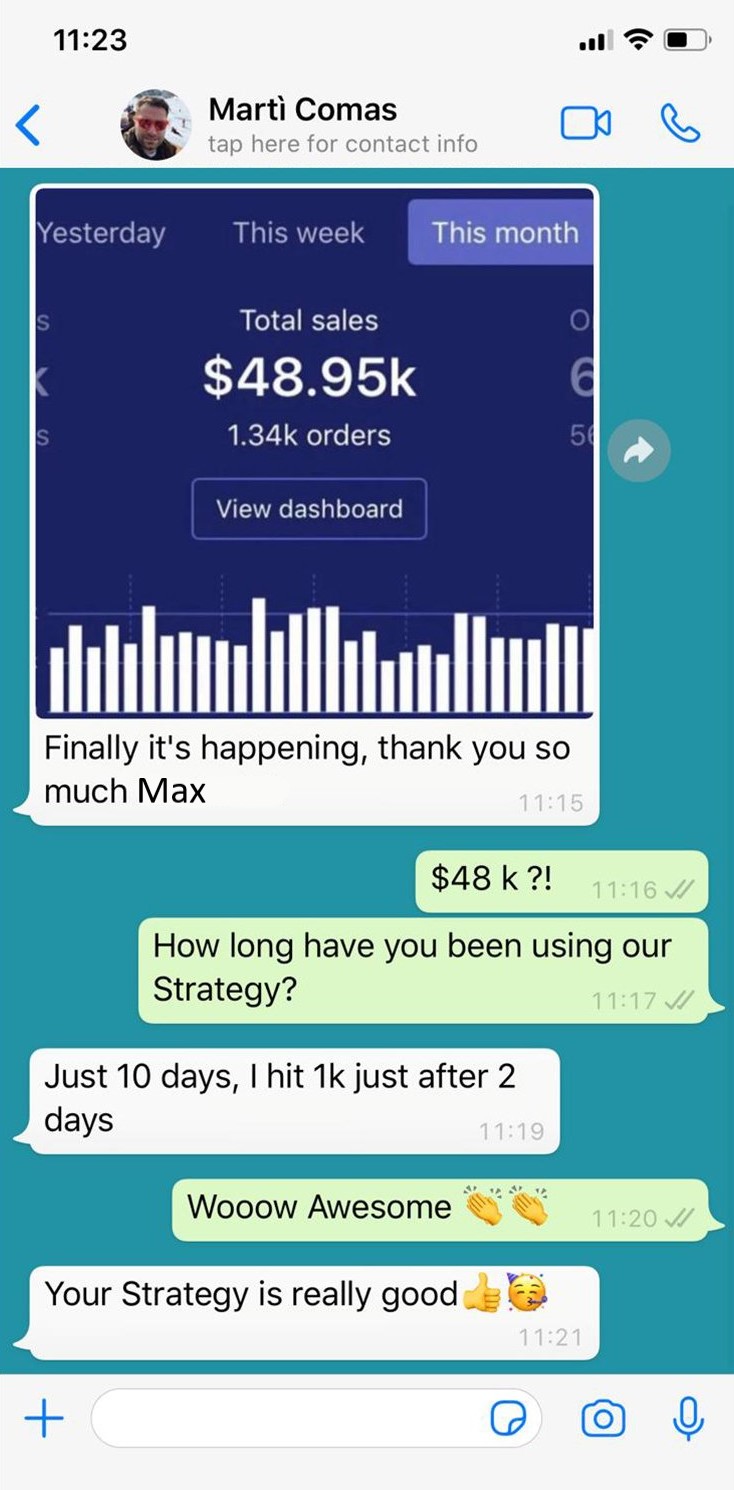 11:23
Martì Comas
tap here for contact info
Yesterday This week This month
s Total sales O
$48.95k 6
s 1.34k orders 56
View dashboard
Finally it's happening, thank you so
much Max
11:15
$48 k ?!
11:16
How long have you been using our
Strategy?
11:17
Just 10 days, I hit 1k just after 2
days
11:19
Wooow Awesome 👏👏
11:20
Your Strategy is really good👍🥳
11:21